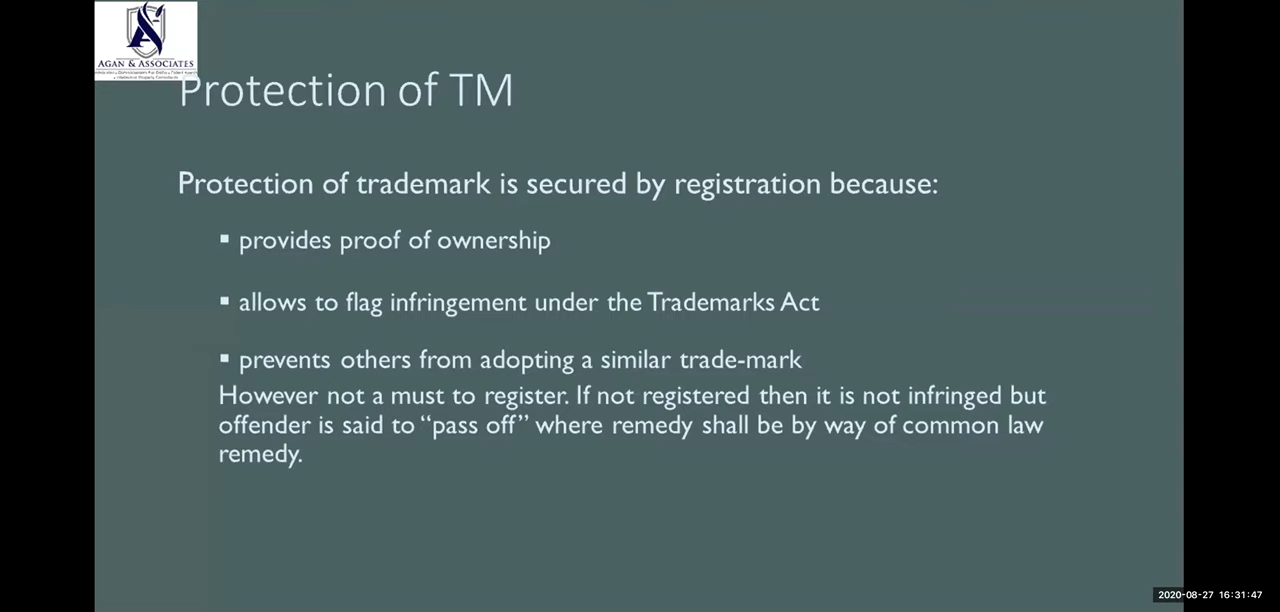 AGAN & ASSOCIATES
Protection of TM
Protection of trademark is secured by registration because:
▪ provides proof of ownership
▪ allows to flag infringement under the Trademarks Act
▪ prevents others from adopting a similar trade-mark
However not a must to register. If not registered then it is not infringed but
offender is said to “pass off” where remedy shall be by way of common law
remedy.
2020-08-27 16:31:47